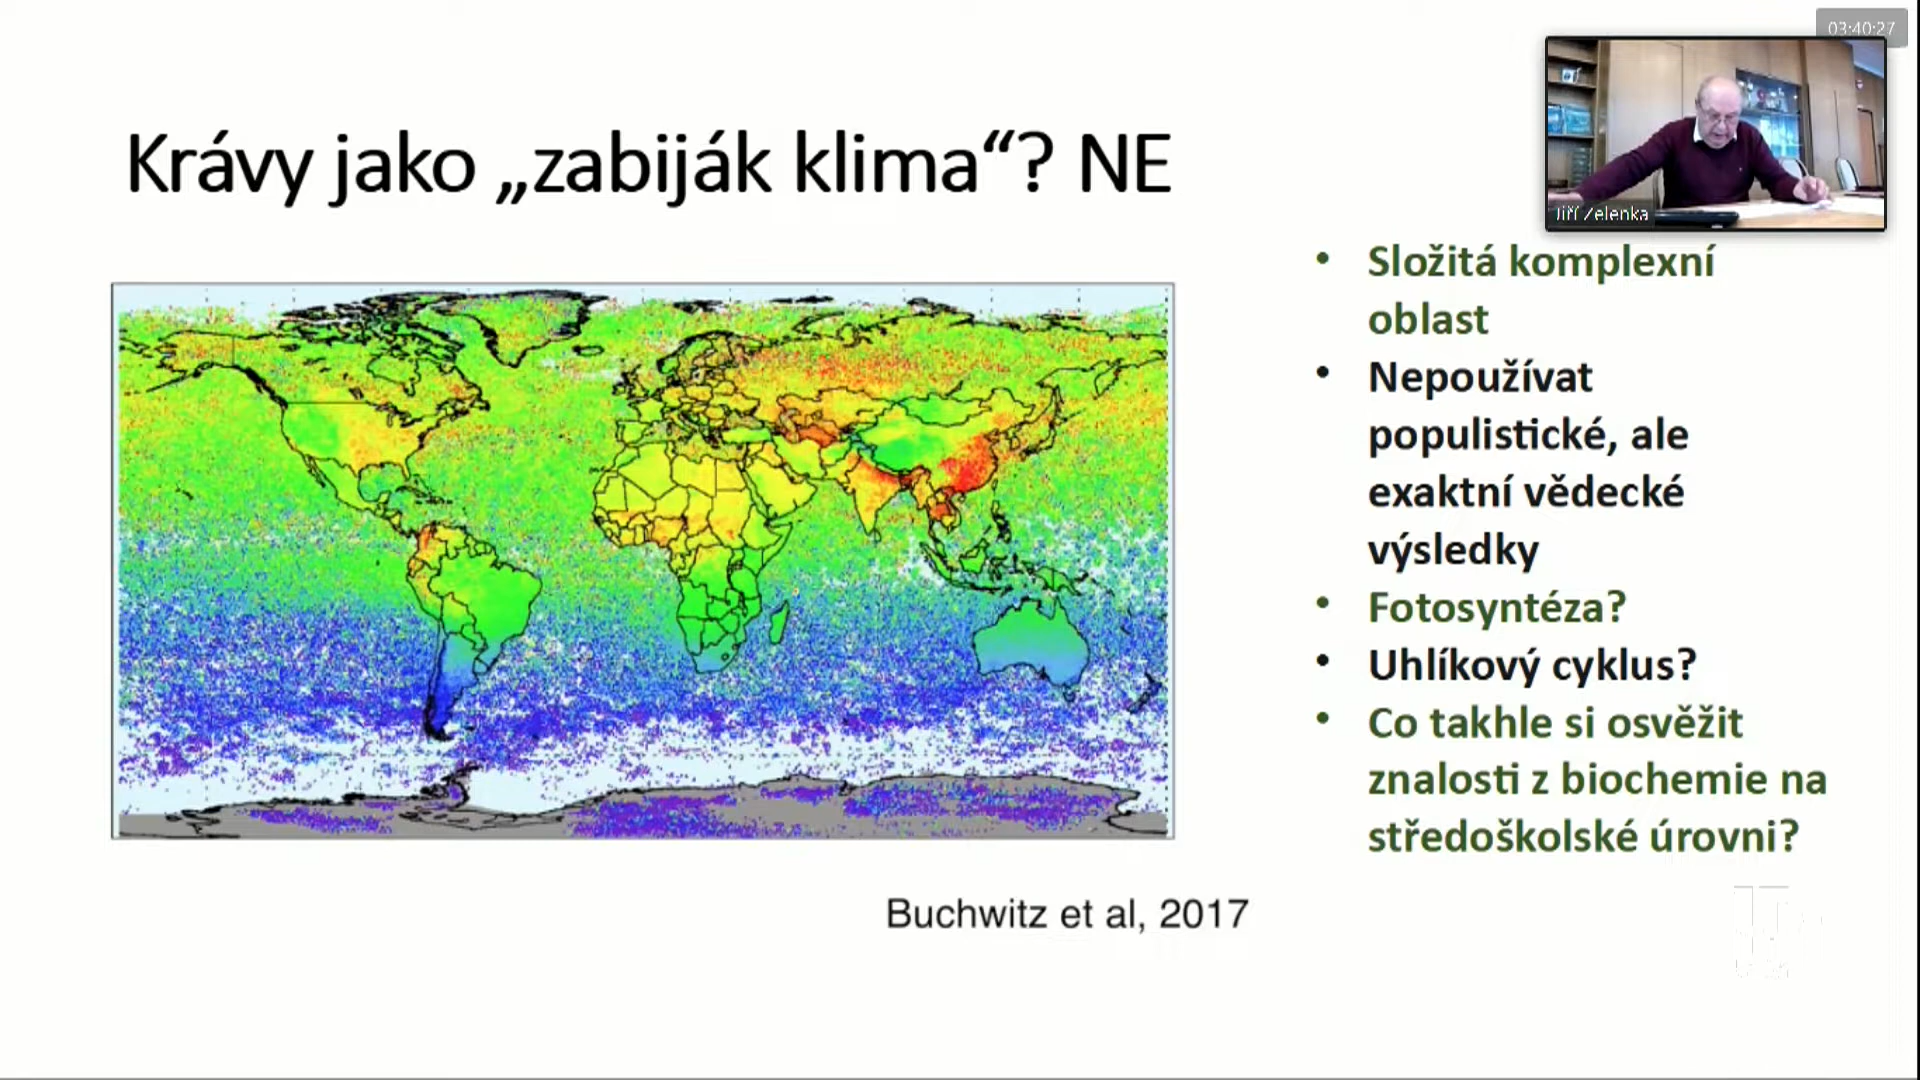 03:40:27
Krávy jako „zabiják klima“? NE
Jiří Zelenka
• Složitá komplexní
oblast
• Nepoužívat
populistické, ale
exaktní vědecké
výsledky
• Fotosyntéza?
• Uhlíkový cyklus?
• Co takhle si osvěžit
znalosti z biochemie na
středoškolské úrovni?
Buchwitz et al, 2017